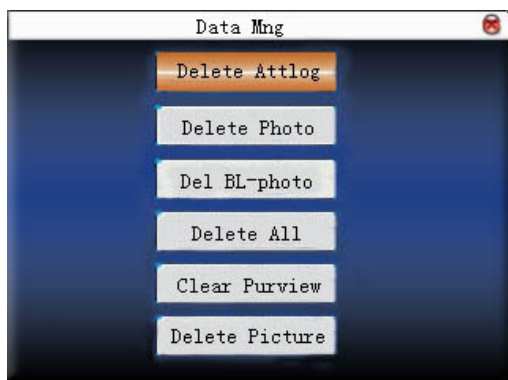 Data Mng
Delete Attlog
Delete Photo
Del BL-photo
Delete All
Clear Purview
Delete Picture